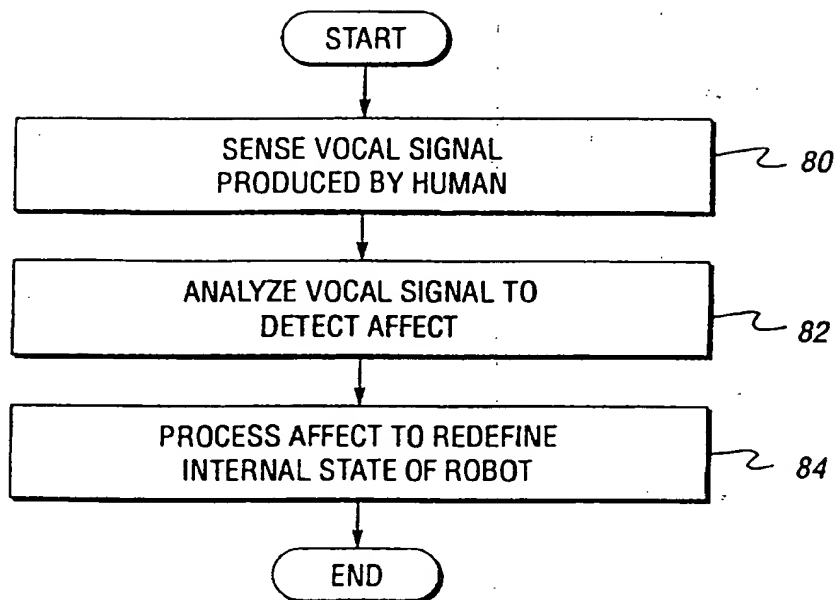 START
SENSE VOCAL SIGNAL
PRODUCED BY HUMAN
80
ANALYZE VOCAL SIGNAL TO
DETECT AFFECT
82
PROCESS AFFECT TO REDEFINE
INTERNAL STATE OF ROBOT
84
END